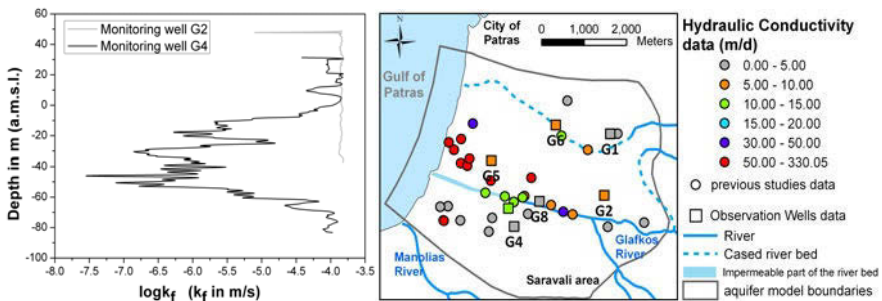 Monitoring well G2
Monitoring well G4
Depth in m (a.m.s.l.)
60
40
20
0
-20
-40
-60
-80
-100
-8.0
-7.5
-7.0
-6.5
-6.0
-5.5
-5.0
-4.5
-4.0
-3.5
logkf (kf in m/s)
City of
Patras
0 1,000 2,000
Meters
N
Gulf of
Patras
G6
G1
G5
G8
G2
G4
Manolias
River
Glafkos
River
Saravali area
Hydraulic Conductivity
data (m/d)
0.00 - 5.00
5.00 - 10.00
10.00 - 15.00
15.00 - 20.00
30.00 - 50.00
50.00 - 330.05
previous studies data
Observation Wells data
River
Cased river bed
Impermeable part of the river bed
aquifer model boundaries